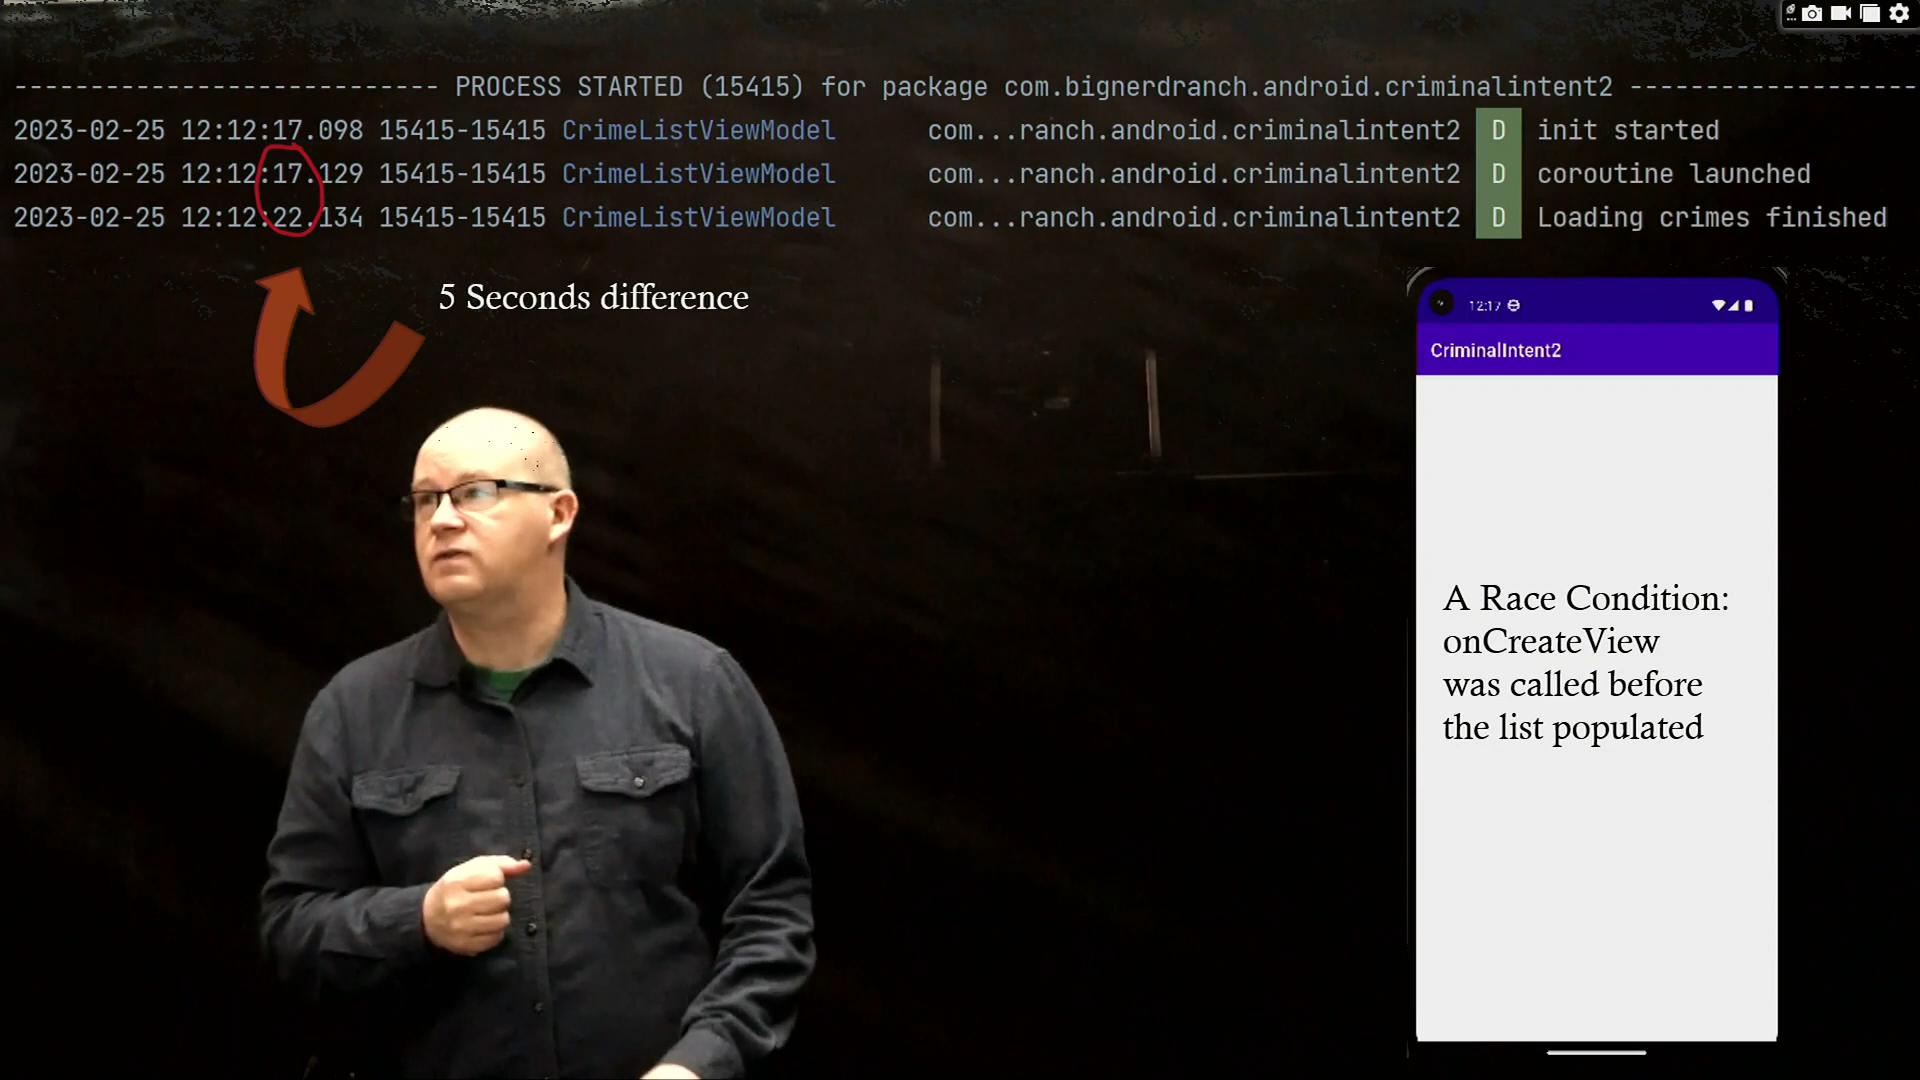 ---------------------------- PROCESS STARTED (15415) for package com.bignerdranch.android.criminalintent2 -------------------
2023-02-25 12:12:17.098 15415-15415 CrimeListViewModel com...ranch.android.criminalintent2 D init started
2023-02-25 12:12:17.129 15415-15415 CrimeListViewModel com...ranch.android.criminalintent2 D coroutine launched
2023-02-25 12:12:22.134 15415-15415 CrimeListViewModel com...ranch.android.criminalintent2 D Loading crimes finished
5 Seconds difference
12:17
CriminalIntent2
A Race Condition:
onCreateView
was called before
the list populated